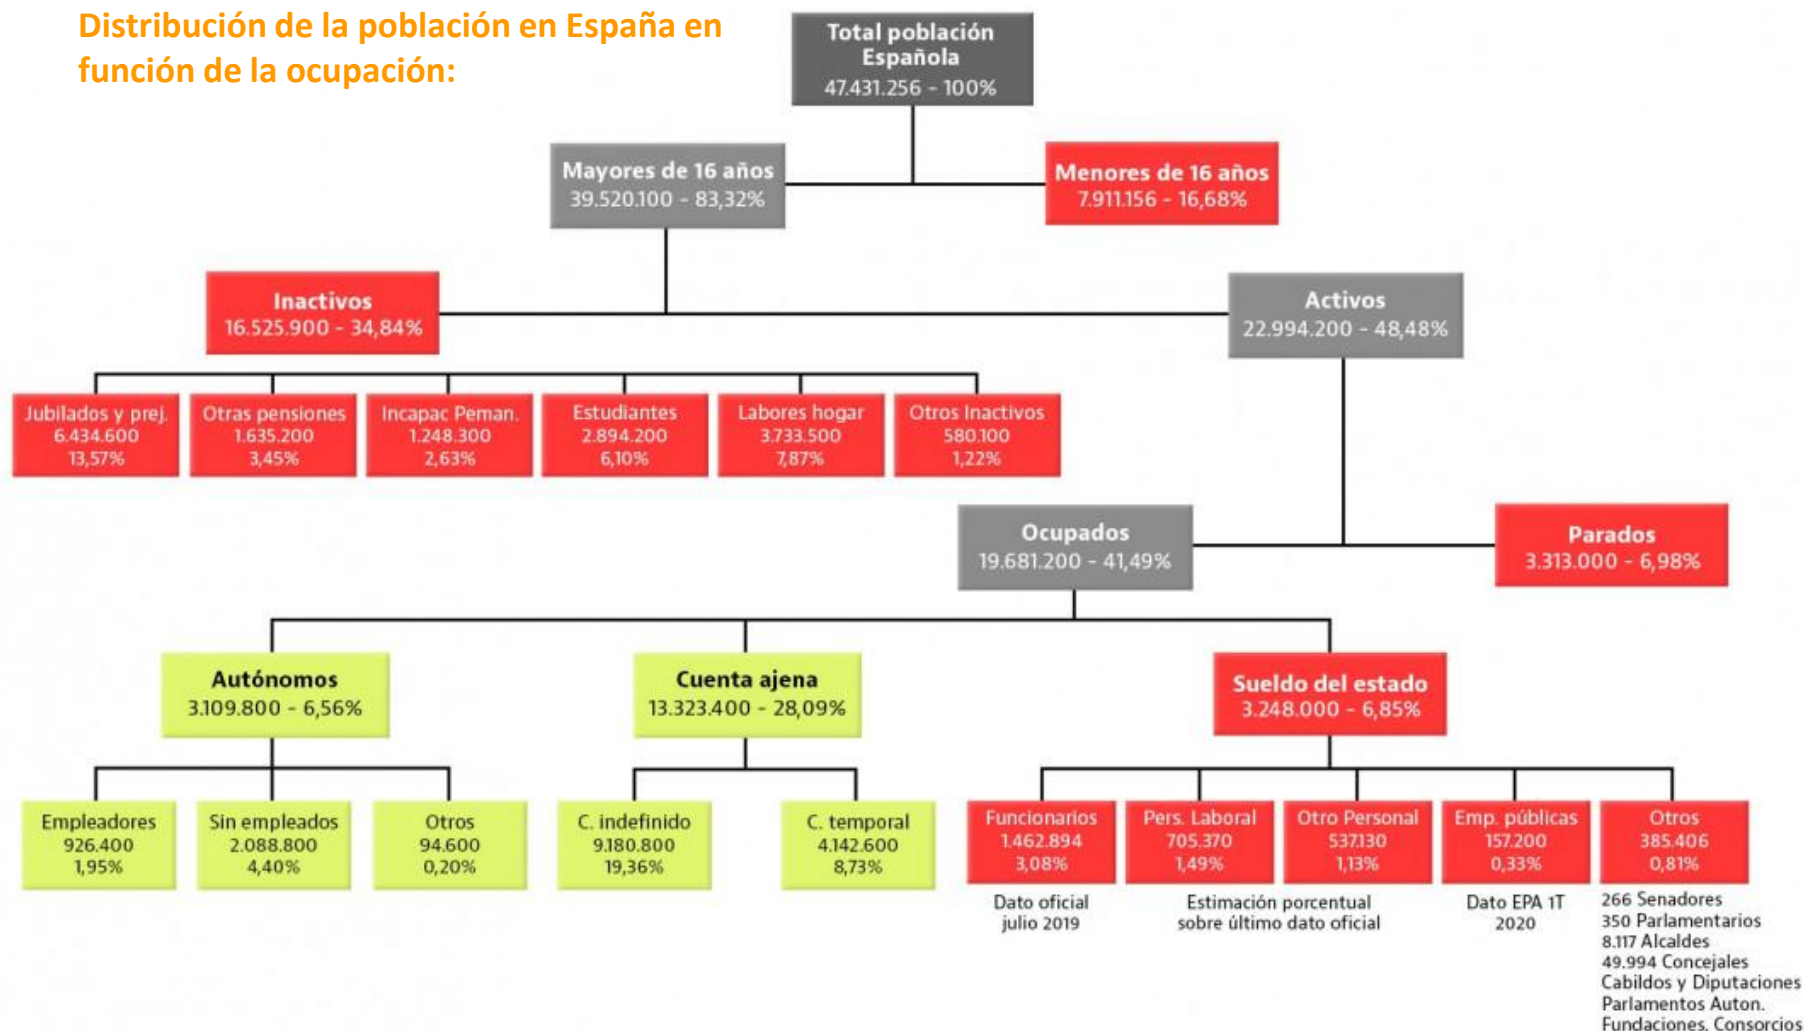 Distribución de la población en España en
función de la ocupación:
Total población
Española
47.431.256 - 100%
Mayores de 16 años
39.520.100 - 83,32%
Menores de 16 años
7.911.156 - 16,68%
Inactivos
16.525.900 - 34,84%
Activos
22.994.200 - 48,48%
Jubilados y prej.
6.434.600
13,57%
Otras pensiones
1.635.200
3,45%
Incapac Peman.
1.248.300
2,63%
Estudiantes
2.894.200
6,10%
Labores hogar
3.733.500
7,87%
Otros Inactivos
580.100
1,22%
Ocupados
19.681.200 - 41,49%
Parados
3.313.000 - 6,98%
Autónomos
3.109.800 - 6,56%
Cuenta ajena
13.323.400 - 28,09%
Sueldo del estado
3.248.000 - 6,85%
Empleadores
926.400
1,95%
Sin empleados
2.088.800
4,40%
Otros
94.600
0,20%
C. indefinido
9.180.800
19,36%
C. temporal
4.142.600
8,73%
Funcionarios
1.462.894
3,08%
Pers. Laboral
705.370
1,49%
Otro Personal
537.130
1,13%
Emp. públicas
157.200
0,33%
Otros
385.406
0,81%
Dato oficial
julio 2019
Estimación porcentual
sobre último dato oficial
Dato EPA 1T
2020
266 Senadores
350 Parlamentarios
8.117 Alcaldes
49.994 Concejales
Cabildos y Diputaciones
Parlamentos Auton.
Fundaciones, Consorcios